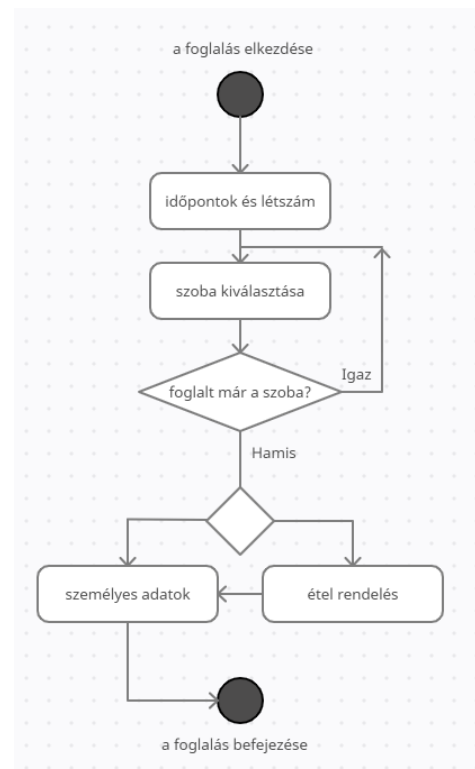 a foglalás elkezdése
időpontok és létszám
szoba kiválasztása
foglalt már a szoba?
Igaz
Hamis
személyes adatok
étel rendelés
a foglalás befejezése